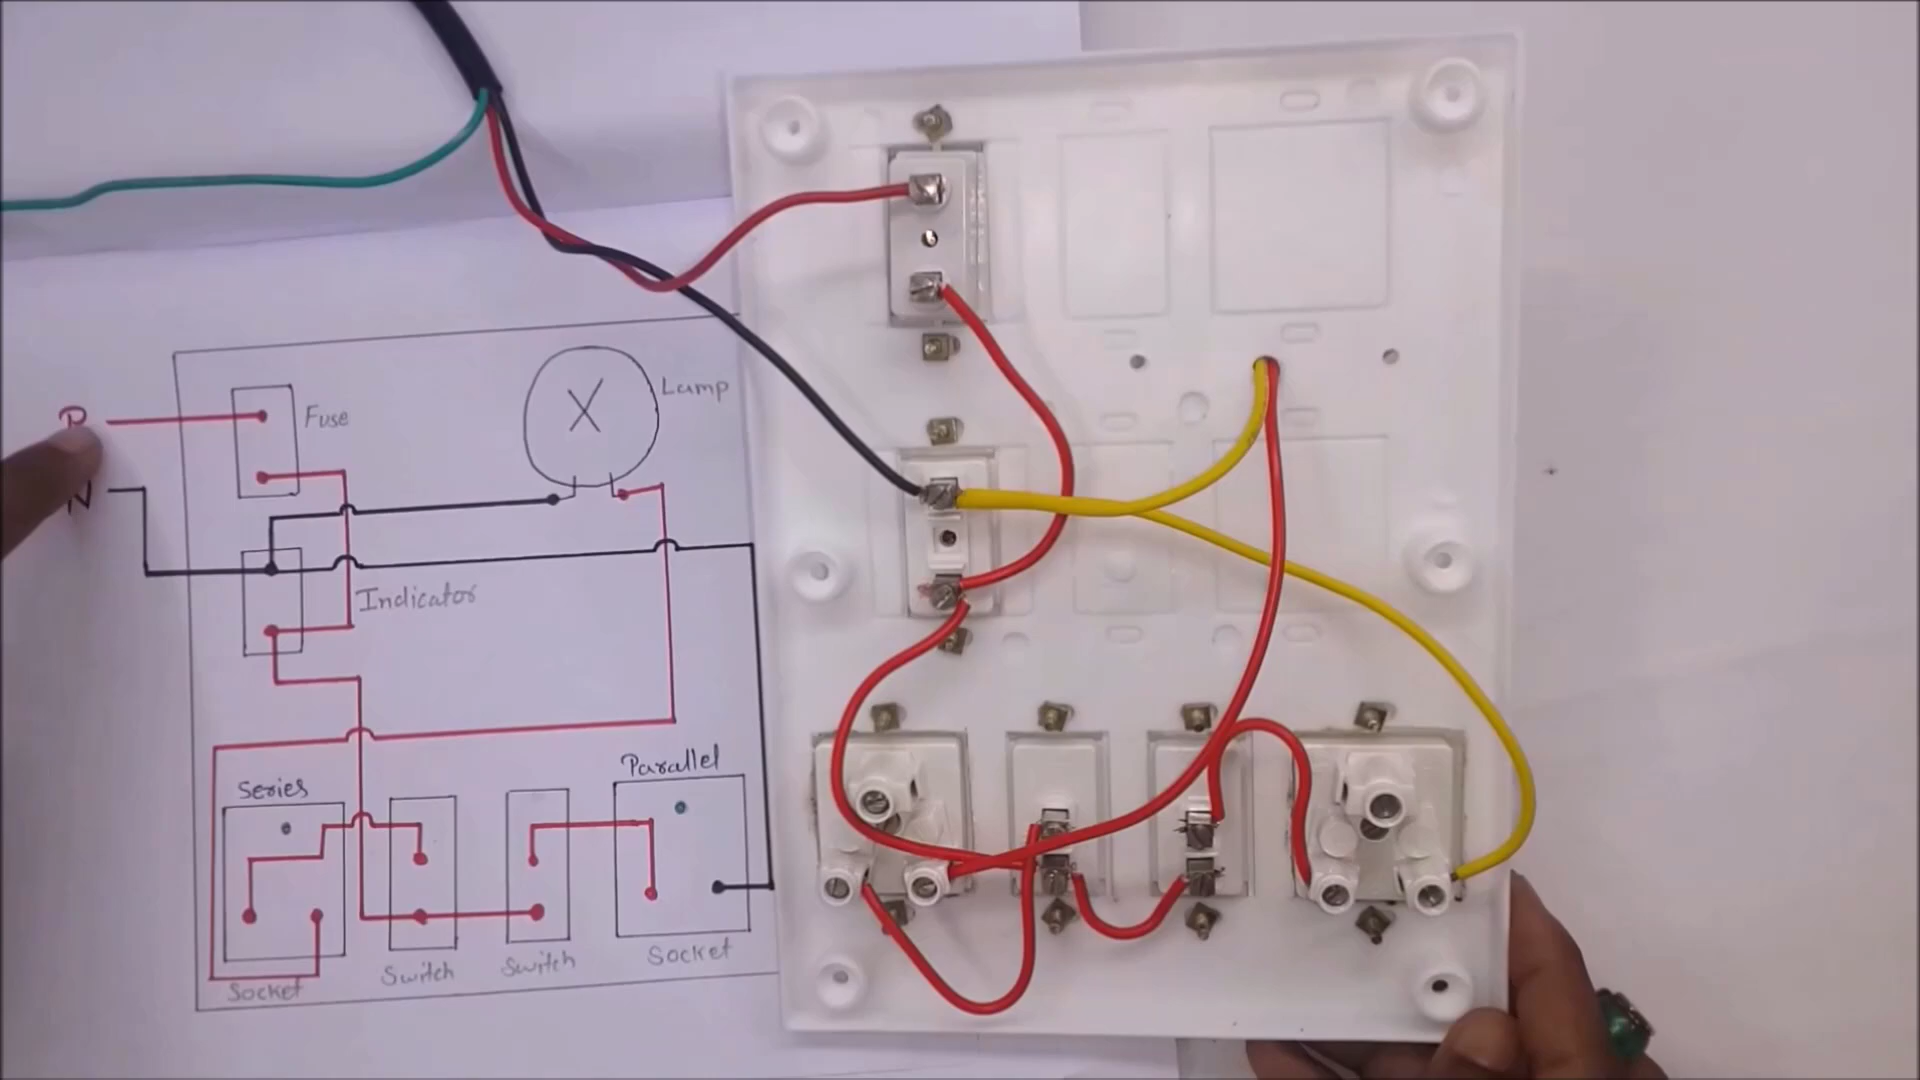 P
Fuse
Lamp
N
Indicator
Series
Parallel
Socket
Switch
Switch
Socket